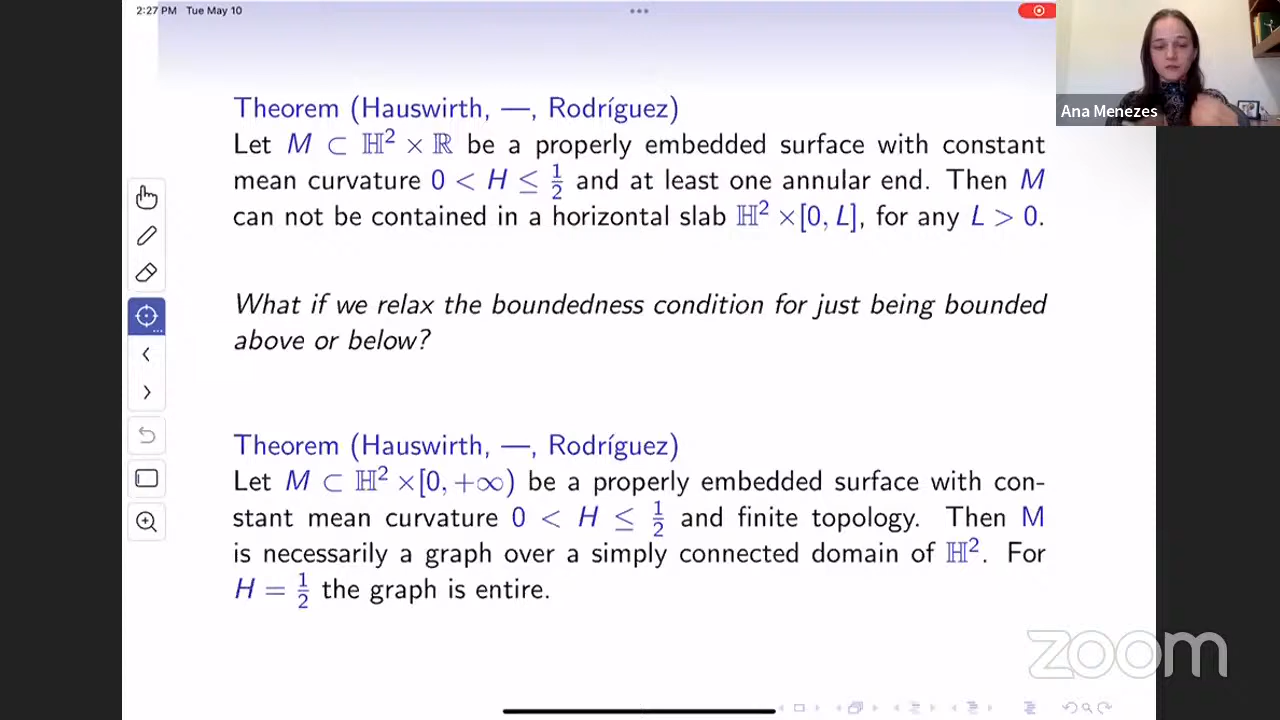 2:27 PM Tue May 10
Ana Menezes
Theorem (Hauswirth, —, Rodríguez)
Let M ⊂ ℍ² × ℝ be a properly embedded surface with constant
mean curvature 0 < H ≤ 1/2 and at least one annular end. Then M
can not be contained in a horizontal slab ℍ² ×[0, L], for any L > 0.
What if we relax the boundedness condition for just being bounded
above or below?
Theorem (Hauswirth, —, Rodríguez)
Let M ⊂ ℍ² ×[0, +∞) be a properly embedded surface with con-
stant mean curvature 0 < H ≤ 1/2 and finite topology. Then M
is necessarily a graph over a simply connected domain of ℍ². For
H = 1/2 the graph is entire.
zoom